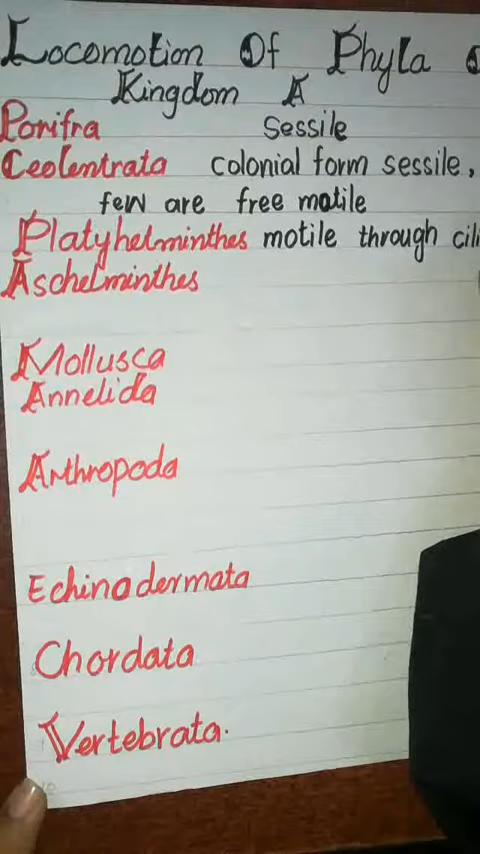 Locomotion Of Phyla
Kingdom A
Porifra Sessile
Ceolentrata colonial form sessile,
few are free motile
Platyhelminthes motile through cili
Aschelminthes
Mollusca
Annelida
Arthropoda
Echinodermata
Chordata
Vertebrata.